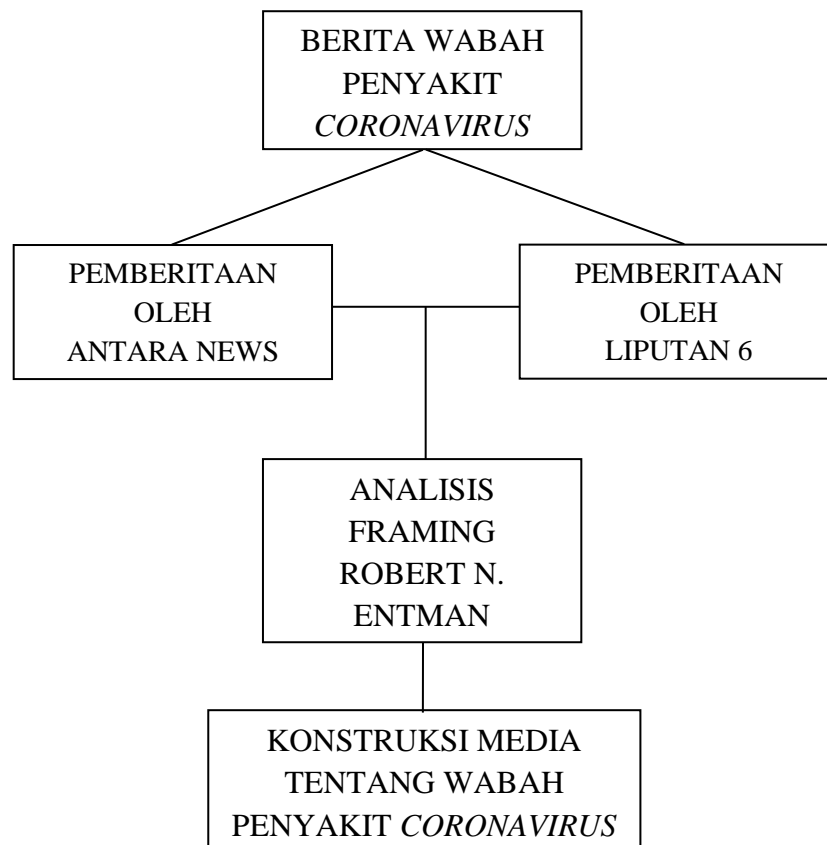 BERITA WABAH
PENYAKIT
CORONAVIRUS
PEMBERITAAN
OLEH
ANTARA NEWS
PEMBERITAAN
OLEH
LIPUTAN 6
ANALISIS
FRAMING
ROBERT N.
ENTMAN
KONSTRUKSI MEDIA
TENTANG WABAH
PENYAKIT CORONAVIRUS